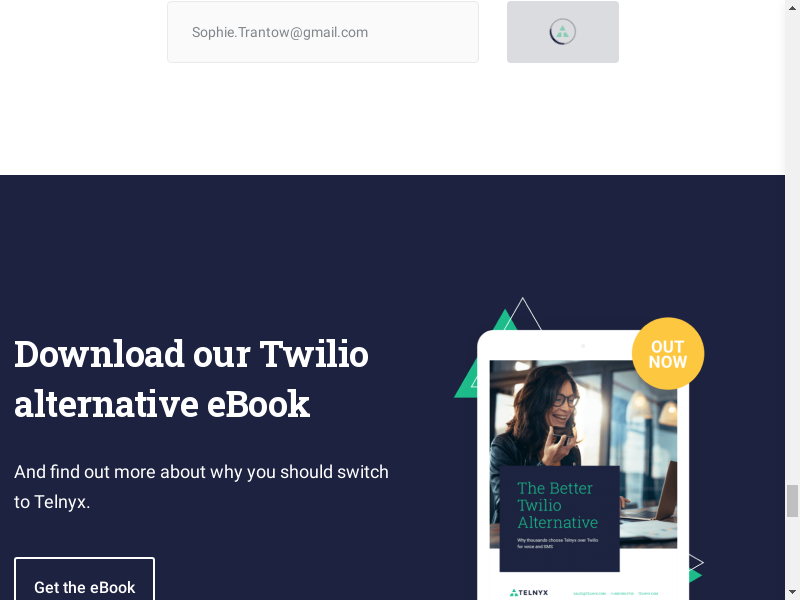 Sophie.Trantow@gmail.com
Download our Twilio
alternative eBook
And find out more about why you should switch
to Telnyx.
Get the eBook
OUT
NOW
The Better
Twilio
Alternative
Why thousands choose Telnyx over Twilio
for voice and SMS
TELNYX